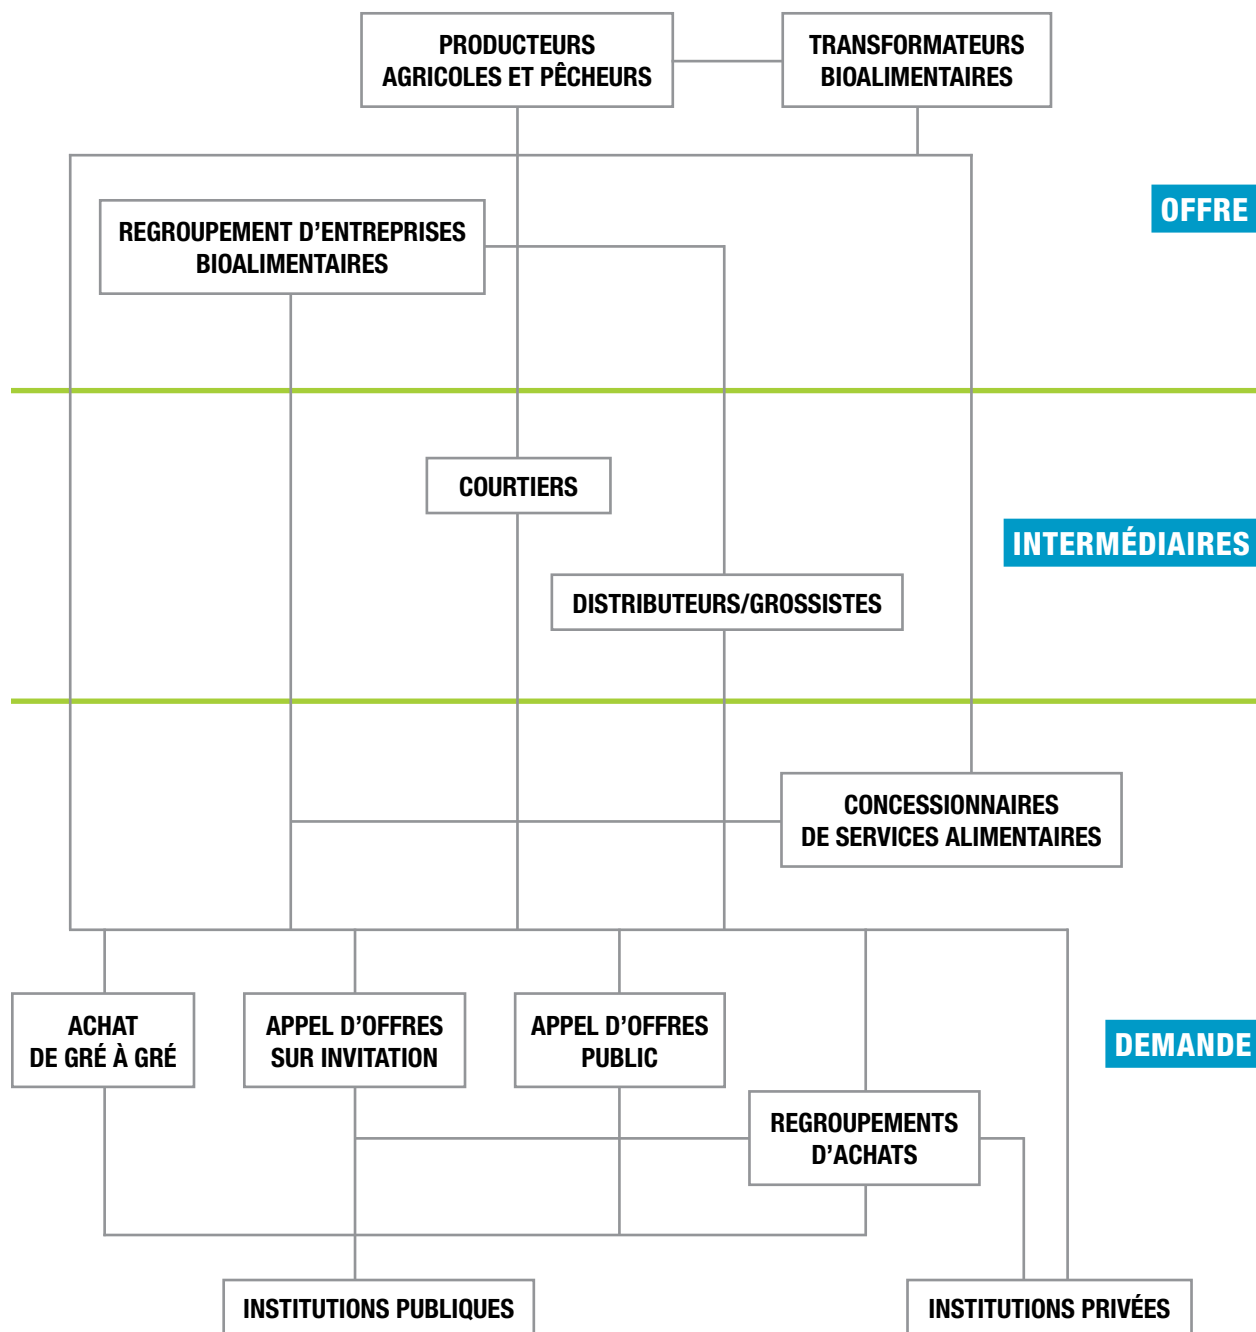 PRODUCTEURS
AGRICOLES ET PÊCHEURS
TRANSFORMATEURS
BIOALIMENTAIRES
OFFRE
REGROUPEMENT D’ENTREPRISES
BIOALIMENTAIRES
COURTIERS
INTERMÉDIAIRES
DISTRIBUTEURS/GROSSISTES
CONCESSIONNAIRES
DE SERVICES ALIMENTAIRES
ACHAT
DE GRÉ À GRÉ
APPEL D’OFFRES
SUR INVITATION
APPEL D’OFFRES
PUBLIC
DEMANDE
REGROUPEMENTS
D’ACHATS
INSTITUTIONS PUBLIQUES
INSTITUTIONS PRIVÉES